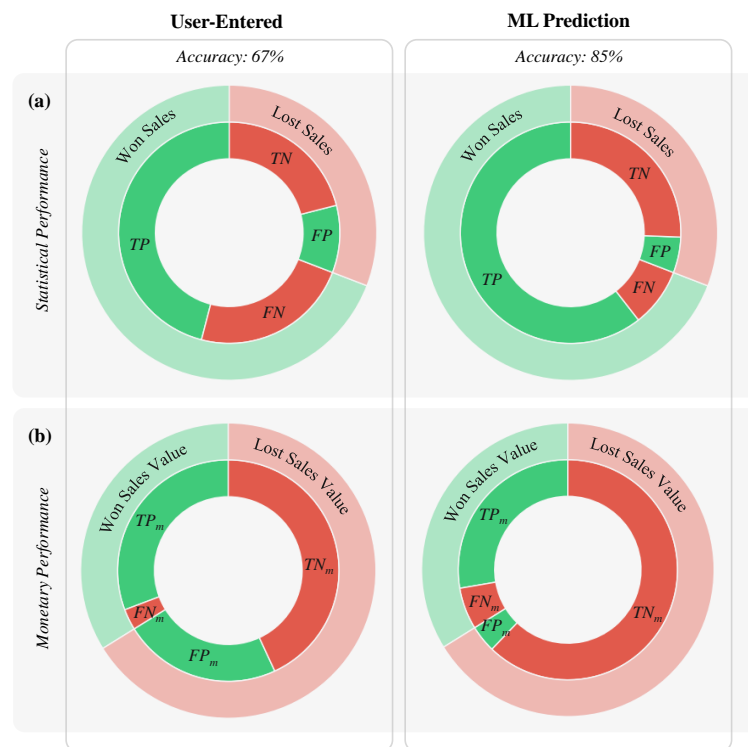 User-Entered
ML Prediction
Accuracy: 67%
Accuracy: 85%
(a)
Statistical Performance
Won Sales
Lost Sales
TN
FP
FN
TP
Won Sales
Lost Sales
TN
FP
FN
TP
(b)
Monetary Performance
Won Sales Value
Lost Sales Value
TPm
TNm
FNm
FPm
Won Sales Value
Lost Sales Value
TPm
FNm
FPm
TNm